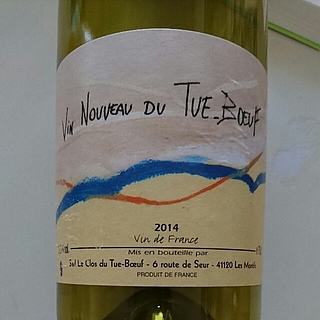 Vin Nouveau du Tue-Bœuf
2014
Vin de France
Mis en bouteille par
Sarl Le Clos du Tue-Bœuf - 6 route de Seur - 41120 Les Montils
PRODUIT DE FRANCE